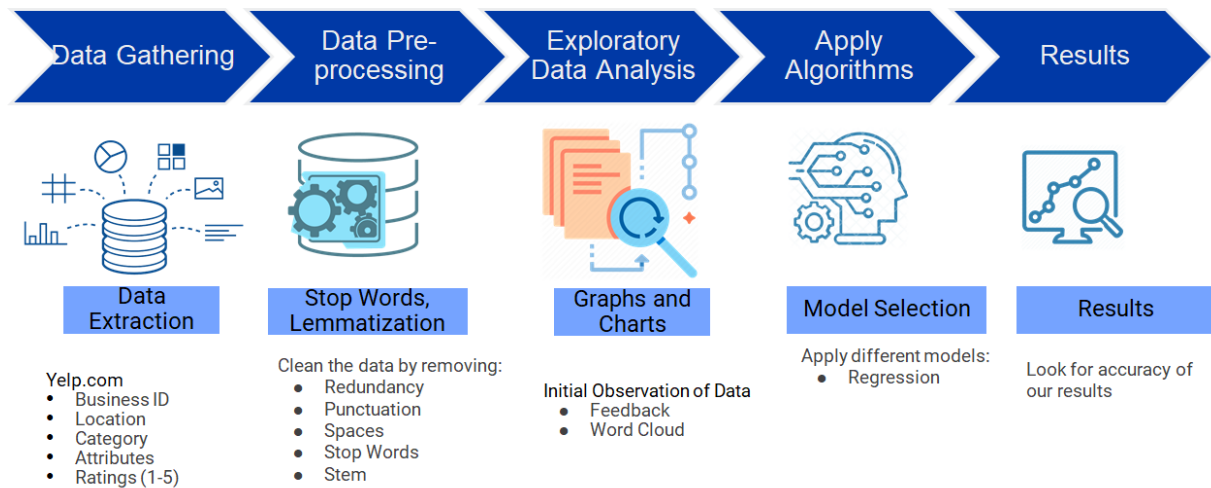 Data Gathering
Data Pre-
processing
Exploratory
Data Analysis
Apply
Algorithms
Results
Data
Extraction
Stop Words,
Lemmatization
Graphs and
Charts
Model Selection
Results
Yelp.com
• Business ID
• Location
• Category
• Attributes
• Ratings (1-5)
Clean the data by removing:
● Redundancy
● Punctuation
● Spaces
● Stop Words
● Stem
Initial Observation of Data
● Feedback
● Word Cloud
Apply different models:
● Regression
Look for accuracy of
our results